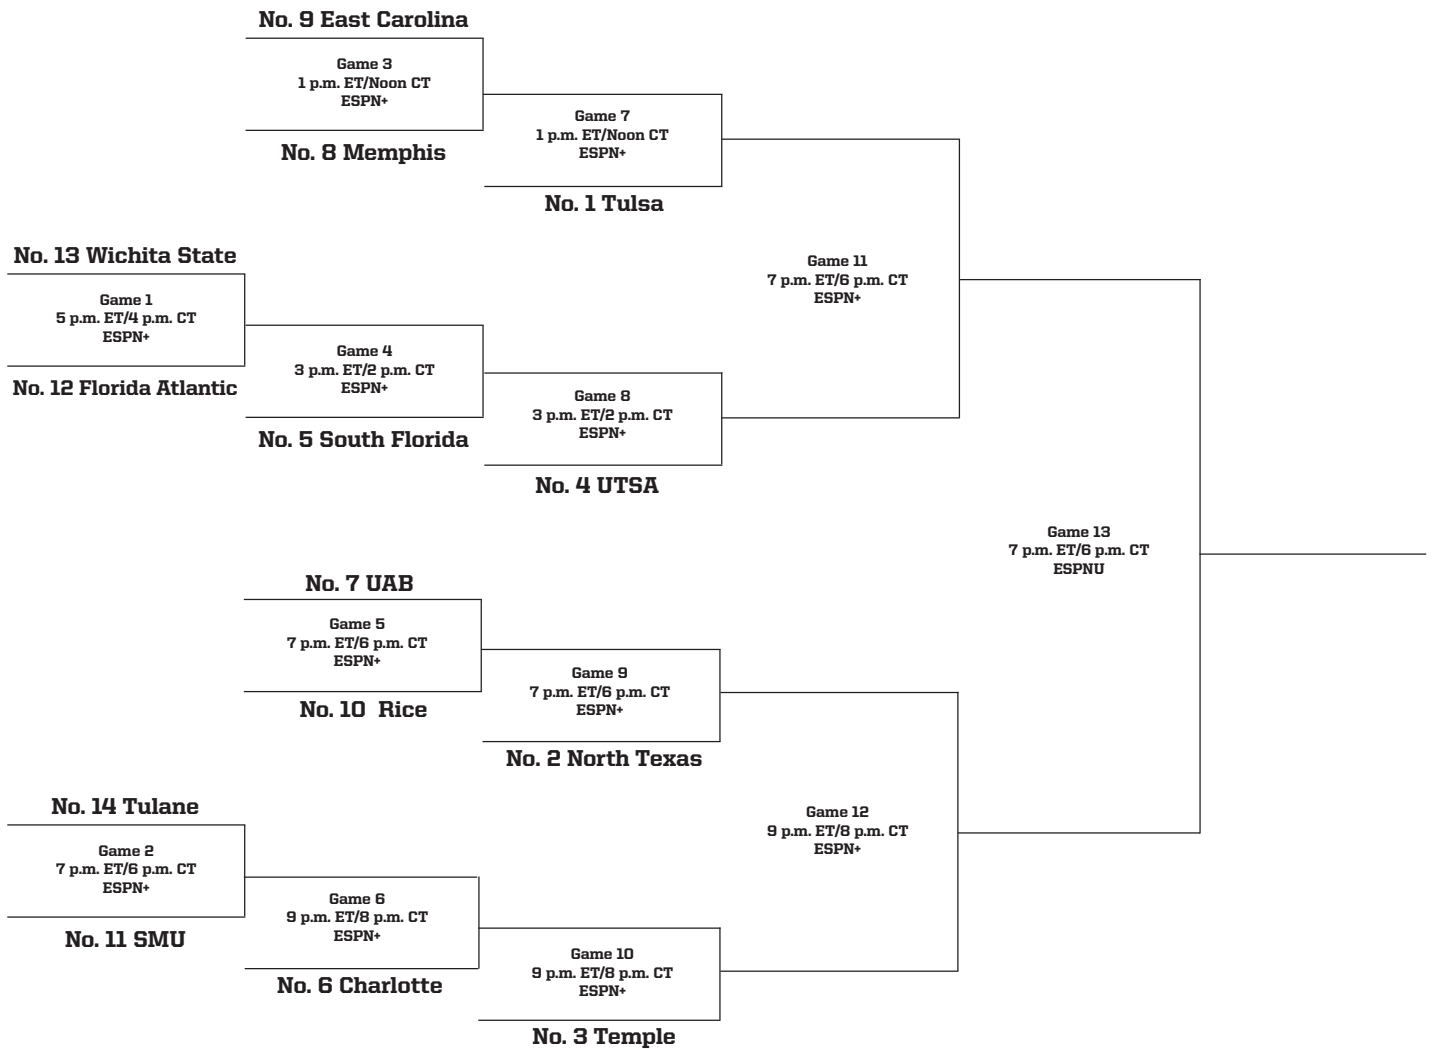 No. 9 East Carolina
Game 3
1 p.m. ET/Noon CT
ESPN+
No. 8 Memphis
Game 7
1 p.m. ET/Noon CT
ESPN+
No. 1 Tulsa
No. 13 Wichita State
Game 1
5 p.m. ET/4 p.m. CT
ESPN+
No. 12 Florida Atlantic
Game 4
3 p.m. ET/2 p.m. CT
ESPN+
No. 5 South Florida
Game 8
3 p.m. ET/2 p.m. CT
ESPN+
No. 4 UTSA
Game 11
7 p.m. ET/6 p.m. CT
ESPN+
Game 13
7 p.m. ET/6 p.m. CT
ESPNU
No. 7 UAB
Game 5
7 p.m. ET/6 p.m. CT
ESPN+
No. 10  Rice
Game 9
7 p.m. ET/6 p.m. CT
ESPN+
No. 2 North Texas
No. 14 Tulane
Game 2
7 p.m. ET/6 p.m. CT
ESPN+
No. 11 SMU
Game 6
9 p.m. ET/8 p.m. CT
ESPN+
No. 6 Charlotte
Game 10
9 p.m. ET/8 p.m. CT
ESPN+
No. 3 Temple
Game 12
9 p.m. ET/8 p.m. CT
ESPN+